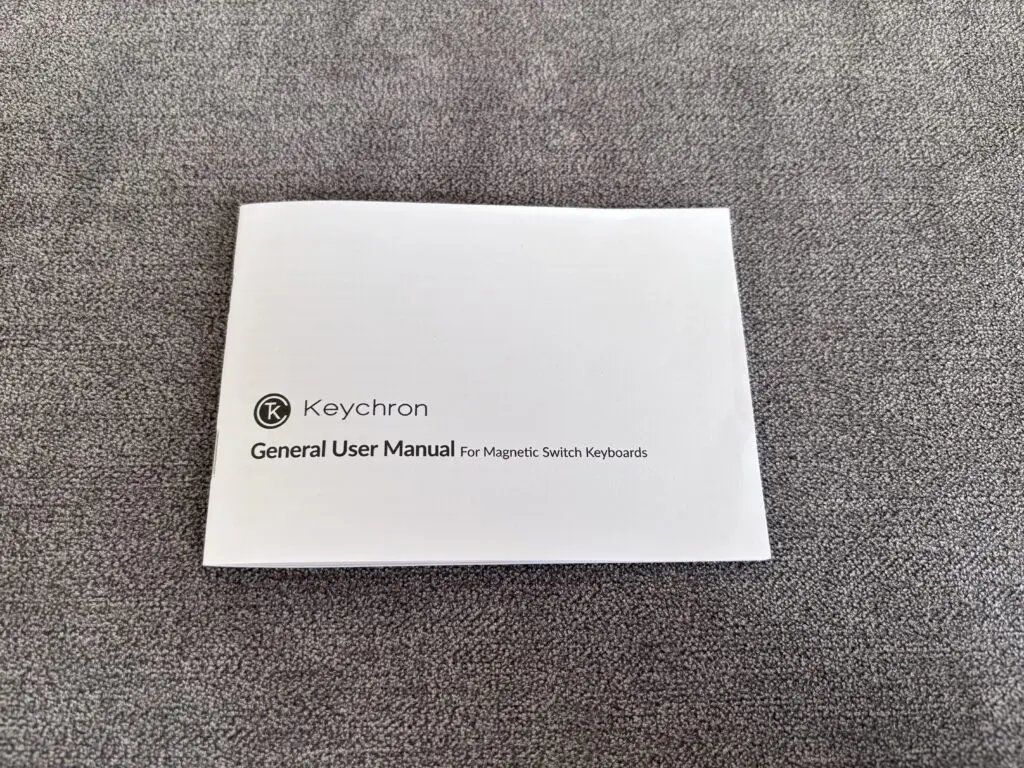 Keychron
General User Manual For Magnetic Switch Keyboards